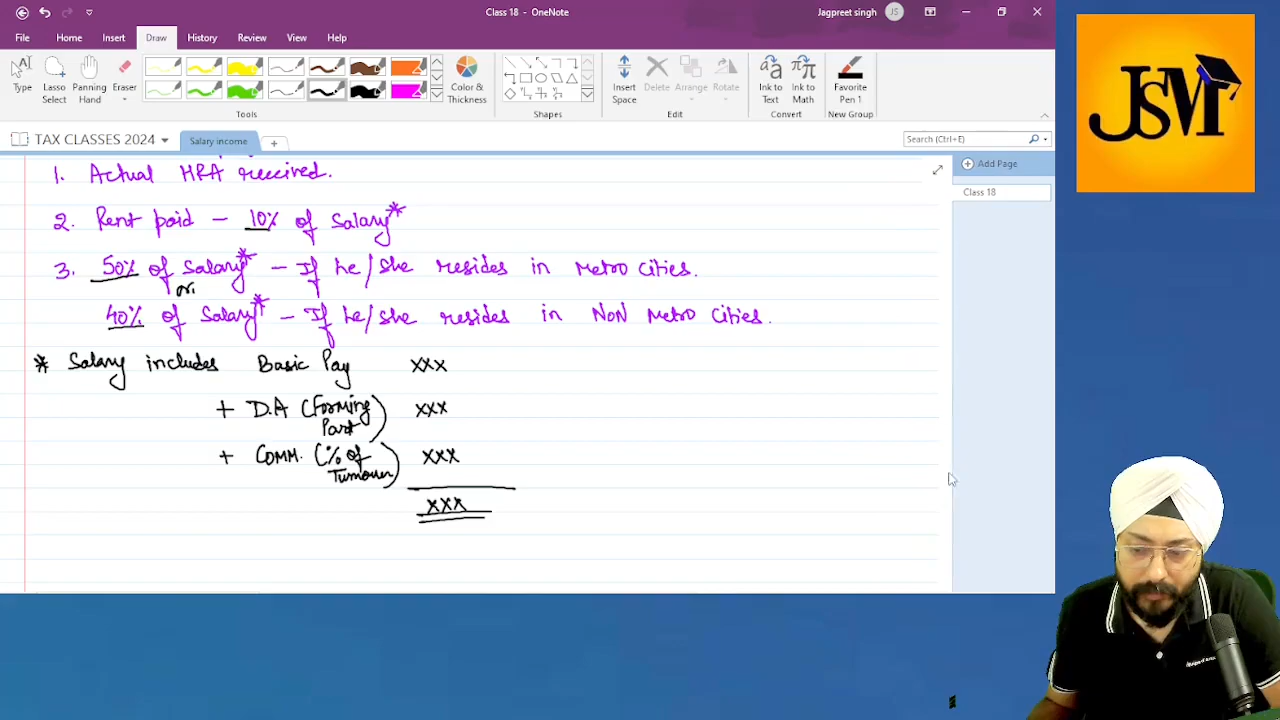 Class 18 - OneNote
Jagpreet singh JS
File Home Insert Draw History Review View Help
Type Lasso Select Panning Hand Eraser
Color & Thickness
Insert Space Delete Arrange Rotate
Ink to Text Ink to Math Favorite Pen 1
Tools Shapes Edit Convert New Group
TAX CLASSES 2024 Salary income +
Search (Ctrl+E)
Add Page
Class 18
JSM
1. Actual HRA received.
2. Rent paid - 10% of Salary*
3. 50% of Salary* - If he/she resides in Metro Cities.
or
40% of Salary* - If he/she resides in NON Metro Cities.
* Salary includes Basic Pay xxx
+ D.A (Forming Part) xxx
+ COMM. (% of Turnover) xxx
xxx